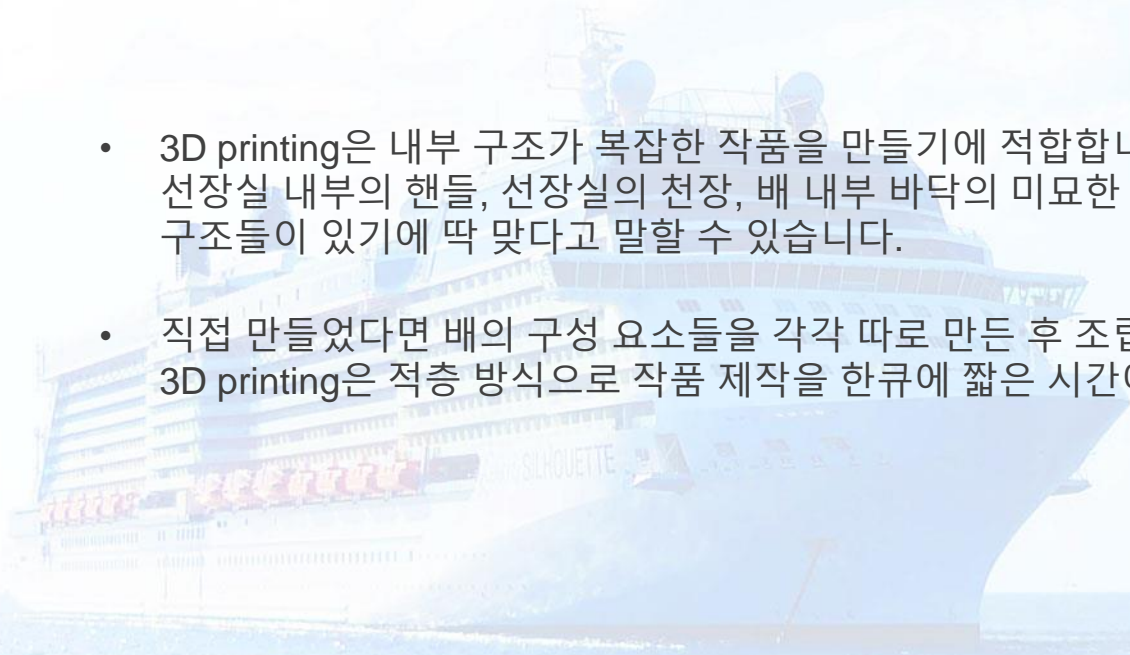 • 3D printing은 내부 구조가 복잡한 작품을 만들기에 적합합니
선장실 내부의 핸들, 선장실의 천장, 배 내부 바닥의 미묘한
구조들이 있기에 딱 맞다고 말할 수 있습니다.
• 직접 만들었다면 배의 구성 요소들을 각각 따로 만든 후 조립
3D printing은 적층 방식으로 작품 제작을 한큐에 짧은 시간에
SILHOUETTE